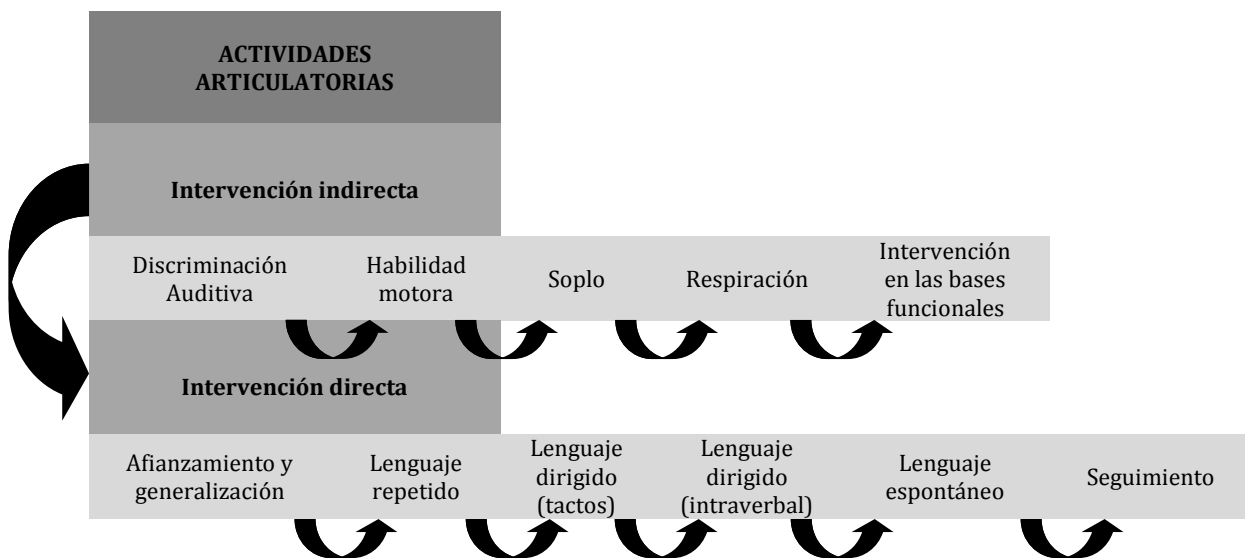 ACTIVIDADES
ARTICULATORIAS
Intervención indirecta
Discriminación
Auditiva
Habilidad
motora
Soplo
Respiración
Intervención
en las bases
funcionales
Intervención directa
Afianzamiento y
generalización
Lenguaje
repetido
Lenguaje
dirigido
(tactos)
Lenguaje
dirigido
(intraverbal)
Lenguaje
espontáneo
Seguimiento